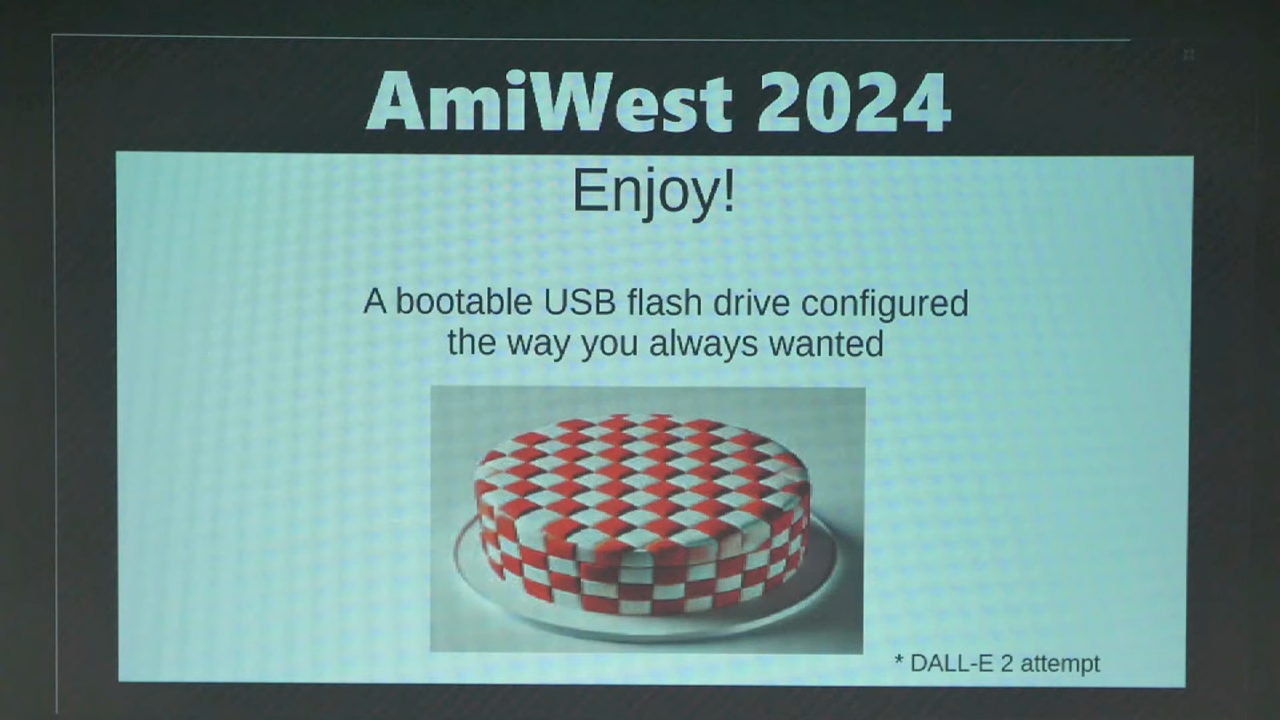 AmiWest 2024
Enjoy!
A bootable USB flash drive configured
the way you always wanted
* DALL-E 2 attempt